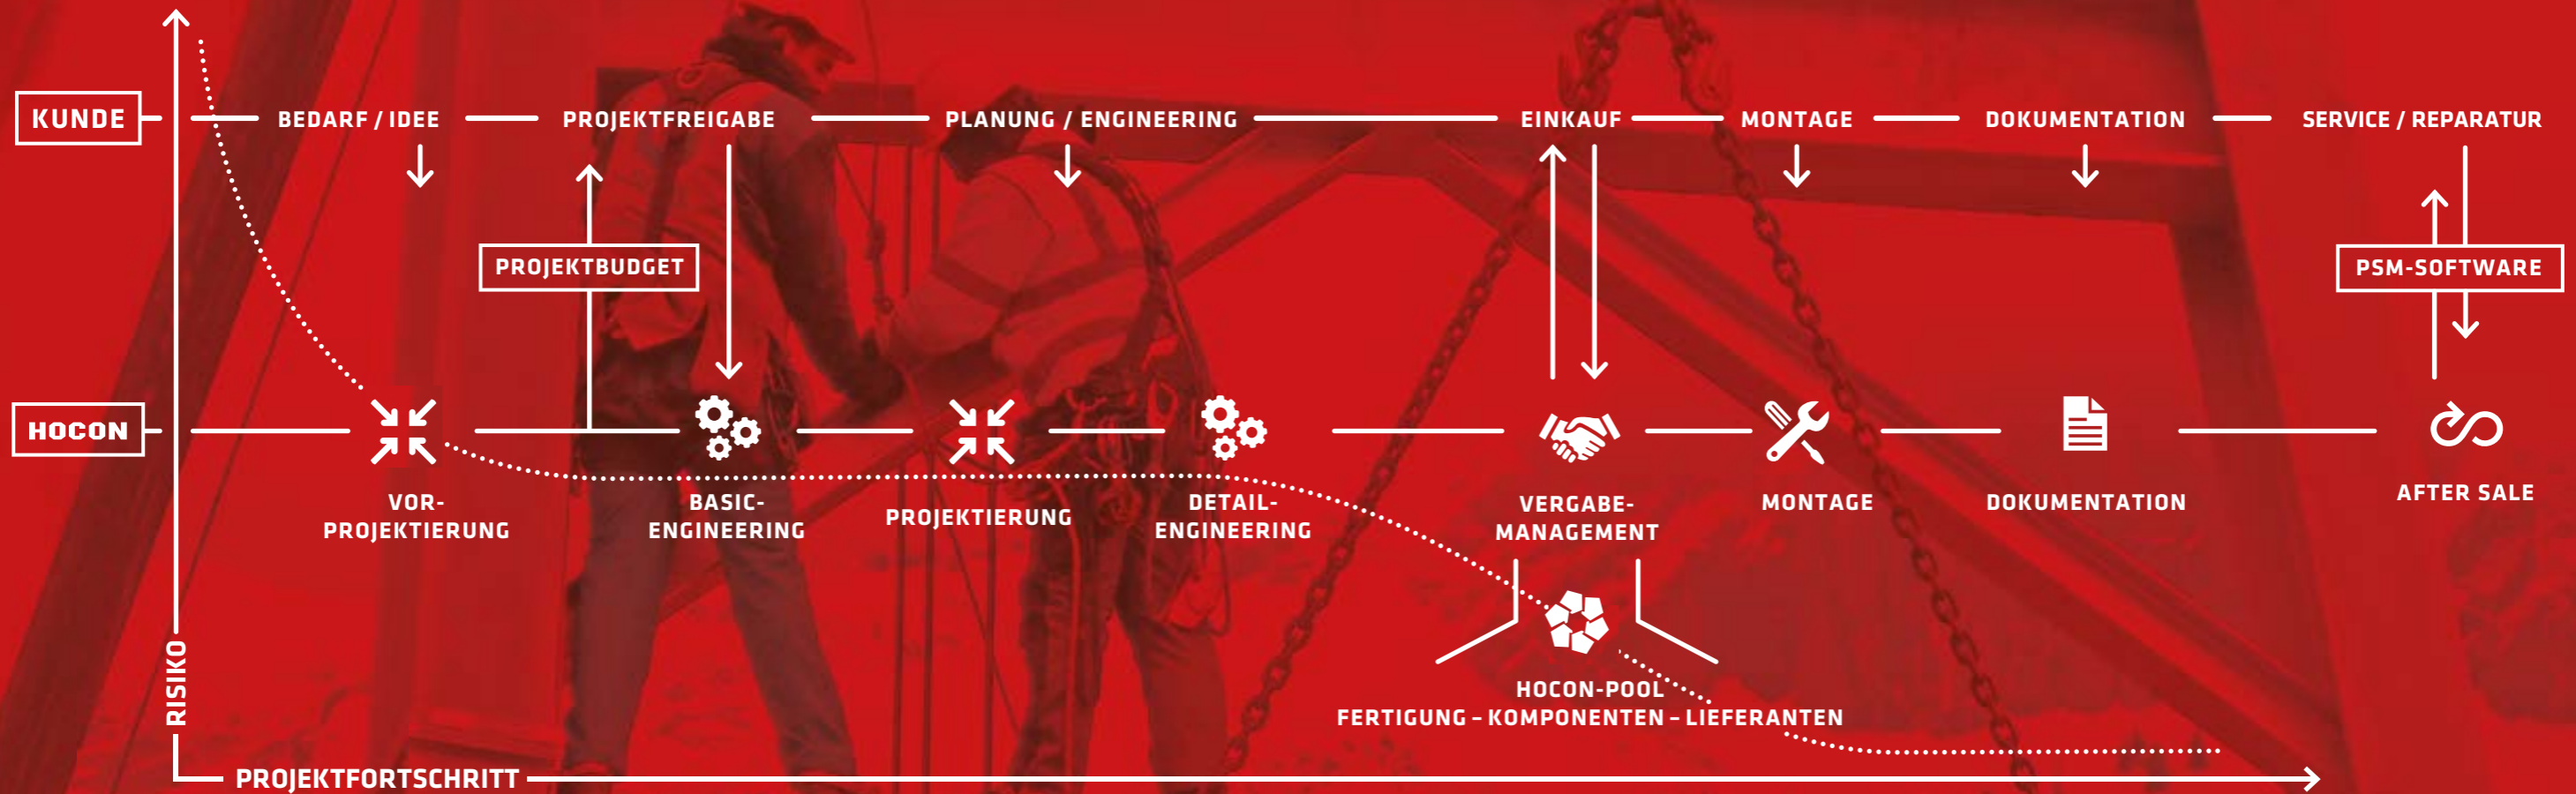 KUNDE
BEDARF / IDEE
PROJEKTFREIGABE
PLANUNG / ENGINEERING
EINKAUF
MONTAGE
DOKUMENTATION
SERVICE / REPARATUR
PROJEKTBUDGET
PSM-SOFTWARE
HOCON
VOR-
PROJEKTIERUNG
BASIC-
ENGINEERING
PROJEKTIERUNG
DETAIL-
ENGINEERING
VERGABE-
MANAGEMENT
MONTAGE
DOKUMENTATION
AFTER SALE
HOCON-POOL
FERTIGUNG – KOMPONENTEN – LIEFERANTEN
RISIKO
PROJEKTFORTSCHRITT